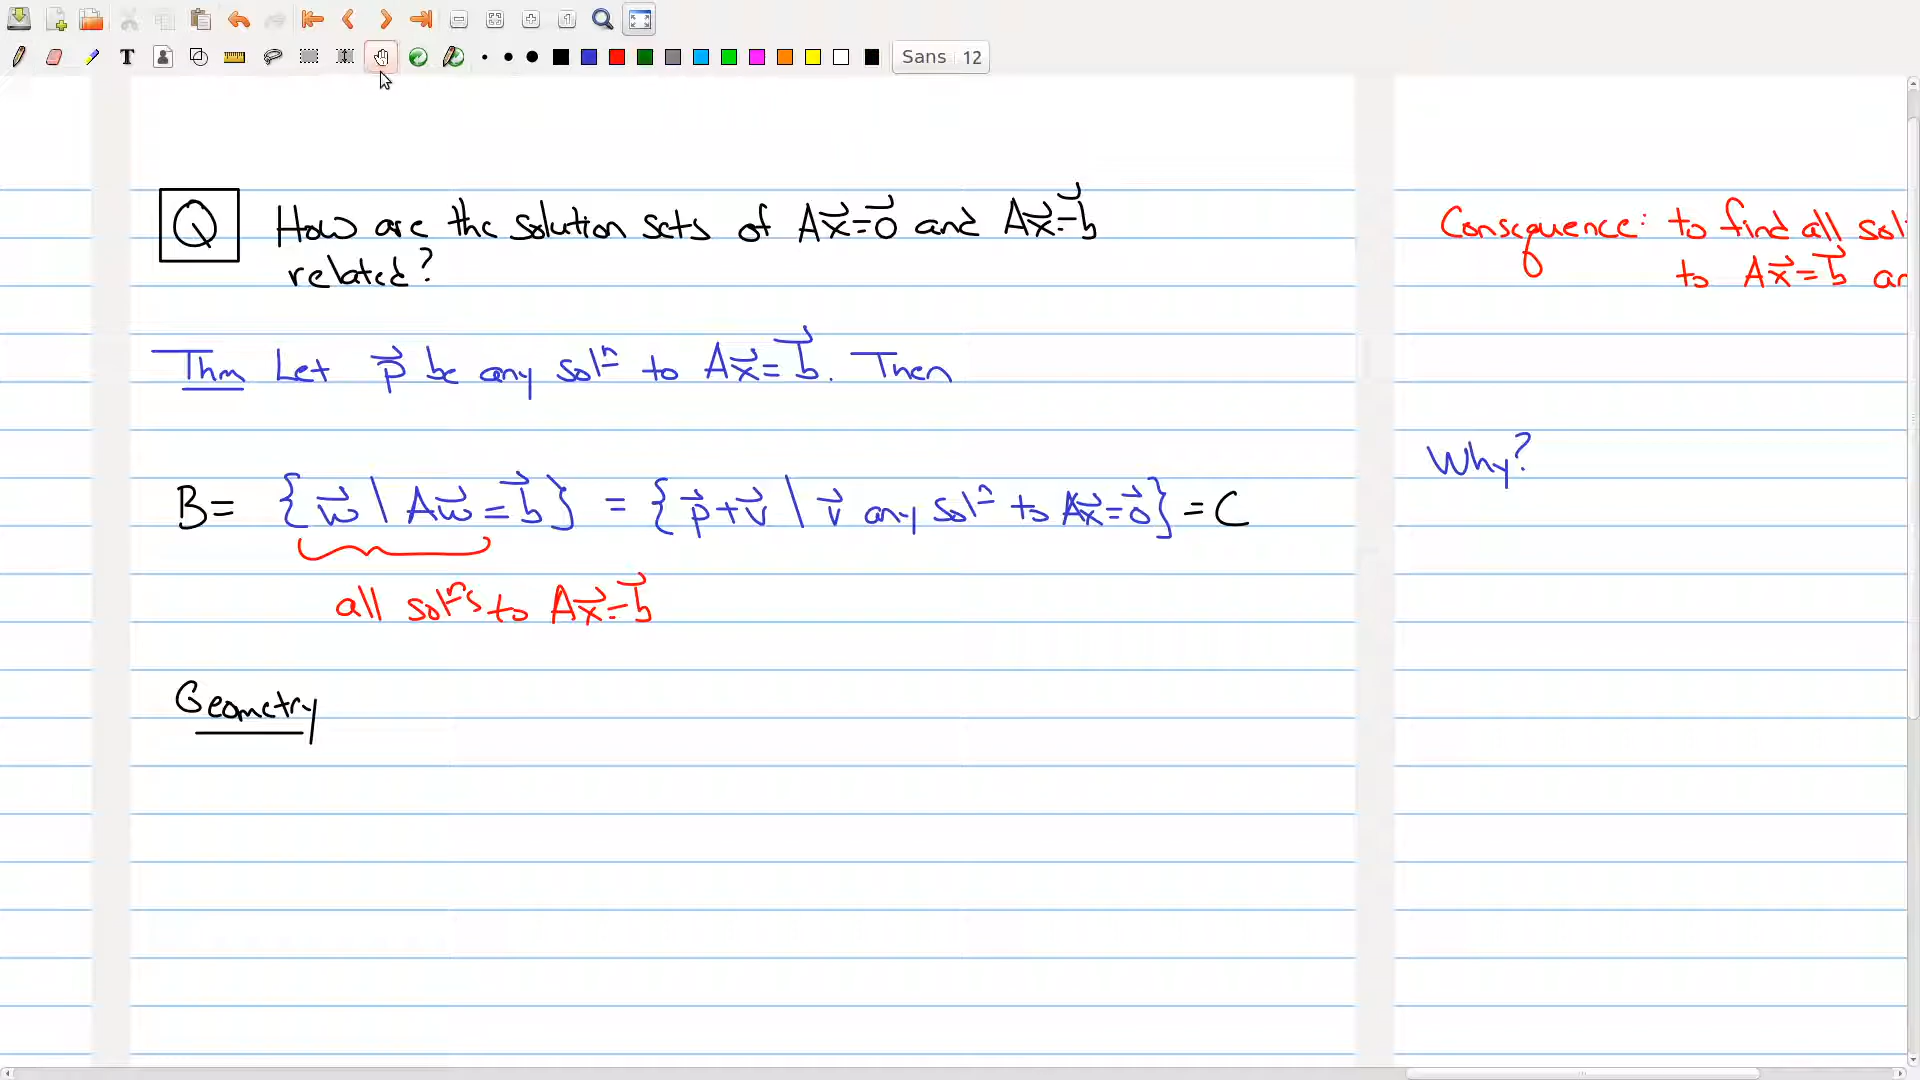 Sans 12
Q How are the solution sets of Ax⃗=0⃗ and Ax⃗=b⃗
related?
Thm Let p⃗ be any solⁿ to Ax⃗=b⃗. Then
B= {w⃗ | Aw⃗=b⃗} = {p⃗+v⃗ | v⃗ any solⁿ to Ax⃗=0⃗} = C
all solⁿs to Ax⃗=b⃗
Geometry
Consequence: to find all sol
to Ax⃗=b⃗
Why?